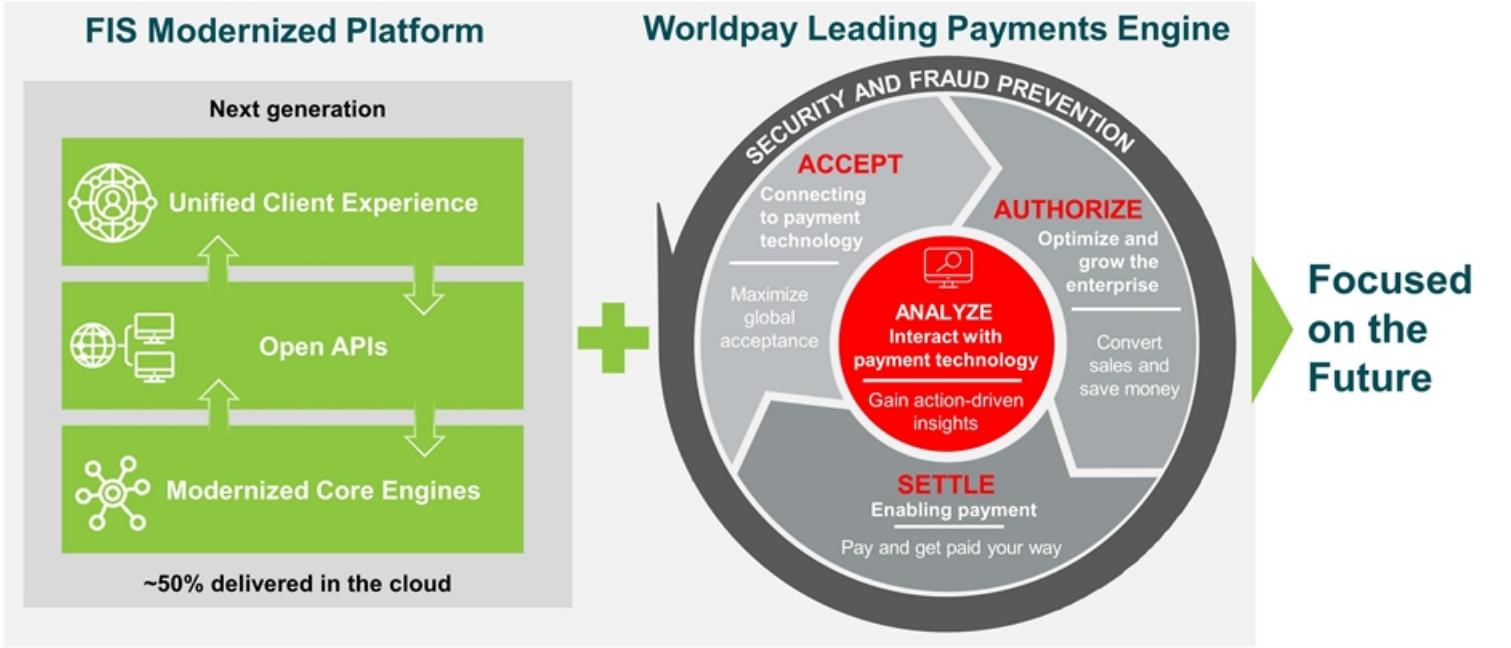 FIS Modernized Platform
Next generation
Unified Client Experience
Open APIs
Modernized Core Engines
~50% delivered in the cloud
Worldpay Leading Payments Engine
SECURITY AND FRAUD PREVENTION
ACCEPT
Connecting
to payment
technology
Maximize
global
acceptance
AUTHORIZE
Optimize and
grow the
enterprise
Convert
sales and
save money
ANALYZE
Interact with
payment technology
Gain action-driven
insights
SETTLE
Enabling payment
Pay and get paid your way
Focused
on the
Future